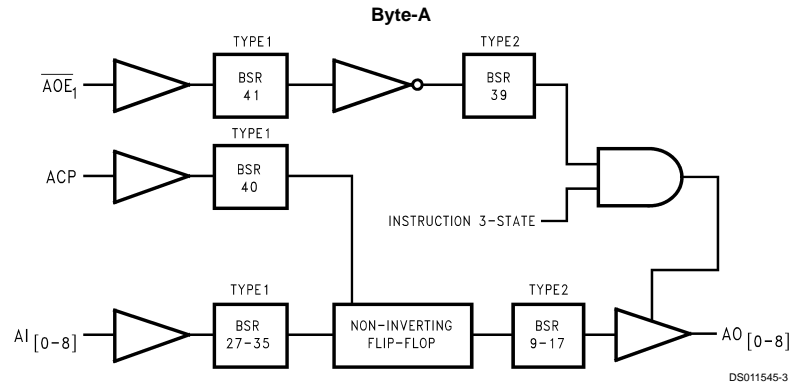 Byte-A
TYPE1
TYPE2
AOE1
BSR
41
BSR
39
TYPE1
ACP
BSR
40
INSTRUCTION 3-STATE
TYPE1
TYPE2
AI[0-8]
BSR
27-35
NON-INVERTING
FLIP-FLOP
BSR
9-17
AO[0-8]
DS011545-3